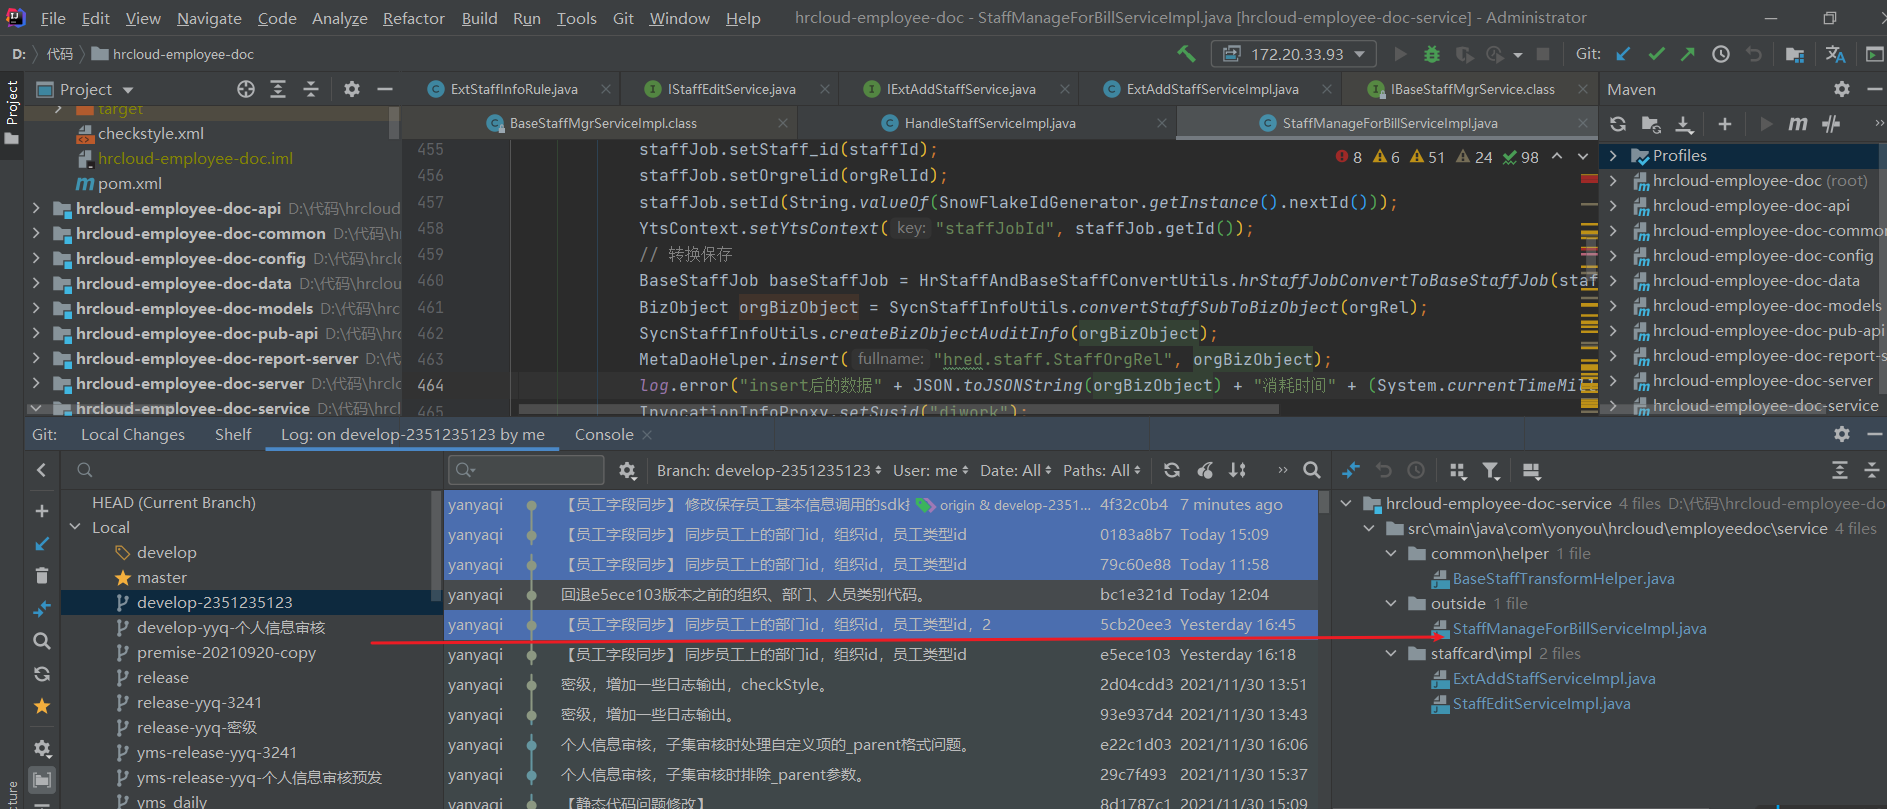 File Edit View Navigate Code Analyze Refactor Build Run Tools Git Window Help hrcloud-employee-doc - StaffManageForBillServiceImpl.java [hrcloud-employee-doc-service] - Administrator
D: 代码 hrcloud-employee-doc 172.20.33.93 Git:
Project ExtStaffInfoRule.java IStaffEditService.java IExtAddStaffService.java ExtAddStaffServiceImpl.java IBaseStaffMgrService.class Maven
BaseStaffMgrServiceImpl.class HandleStaffServiceImpl.java StaffManageForBillServiceImpl.java
Project
target
checkstyle.xml
hrcloud-employee-doc.iml
pom.xml
hrcloud-employee-doc-api D:\代码\hrcloud
hrcloud-employee-doc-common D:\代码\
hrcloud-employee-doc-config D:\代码\hrcl
hrcloud-employee-doc-data D:\代码\hrclou
hrcloud-employee-doc-models D:\代码\hrc
hrcloud-employee-doc-pub-api D:\代码\hr
hrcloud-employee-doc-report-server D:\代
hrcloud-employee-doc-server D:\代码\hrcl
hrcloud-employee-doc-service D:\代码\hrc
8 6 51 24 98
455 staffJob.setStaff_id(staffId);
456 staffJob.setOrgrelid(orgRelId);
457 staffJob.setId(String.valueOf(SnowFlakeIdGenerator.getInstance().nextId()));
458 YtsContext.setYtsContext( key: "staffJobId", staffJob.getId());
459 // 转换保存
460 BaseStaffJob baseStaffJob = HrStaffAndBaseStaffConvertUtils.hrStaffJobConvertToBaseStaffJob(staf
461 BizObject orgBizObject = SycnStaffInfoUtils.convertStaffSubToBizObject(orgRel);
462 SycnStaffInfoUtils.createBizObjectAuditInfo(orgBizObject);
463 MetaDaoHelper.insert( fullname: "hred.staff.StaffOrgRel", orgBizObject);
464 log.error("insert后的数据" + JSON.toJSONString(orgBizObject) + "消耗时间" + (System.currentTimeMil
465 InvocationInfoProxy.setSysid("diwork");
Profiles
hrcloud-employee-doc (root)
hrcloud-employee-doc-api
hrcloud-employee-doc-commor
hrcloud-employee-doc-config
hrcloud-employee-doc-data
hrcloud-employee-doc-models
hrcloud-employee-doc-pub-api
hrcloud-employee-doc-report-s
hrcloud-employee-doc-server
hrcloud-employee-doc-service
Git: Local Changes Shelf Log: on develop-2351235123 by me Console
Branch: develop-2351235123 User: me Date: All Paths: All
HEAD (Current Branch)
Local
develop
master
develop-2351235123
develop-yyq-个人信息审核
premise-20210920-copy
release
release-yyq-3241
release-yyq-密级
yms-release-yyq-3241
yms-release-yyq-个人信息审核预发
yms_daily
yanyaqi 【员工字段同步】 修改保存员工基本信息调用的sdk origin & develop-2351... 4f32c0b4 7 minutes ago
yanyaqi 【员工字段同步】 同步员工上的部门id，组织id，员工类型id 0183a8b7 Today 15:09
yanyaqi 【员工字段同步】 同步员工上的部门id，组织id，员工类型id 79c60e88 Today 11:58
yanyaqi 回退e5ece103版本之前的组织、部门、人员类别代码。 bc1e321d Today 12:04
yanyaqi 【员工字段同步】 同步员工上的部门id，组织id，员工类型id，2 5cb20ee3 Yesterday 16:45
yanyaqi 【员工字段同步】 同步员工上的部门id，组织id，员工类型id e5ece103 Yesterday 16:18
yanyaqi 密级，增加一些日志输出，checkStyle。 2d04cdd3 2021/11/30 13:51
yanyaqi 密级，增加一些日志输出。 93e937d4 2021/11/30 13:43
yanyaqi 个人信息审核，子集审核时处理自定义项的_parent格式问题。 e22c1d03 2021/11/30 16:06
yanyaqi 个人信息审核，子集审核时排除_parent参数。 29c7f493 2021/11/30 15:37
yanyaqi 【静态代码问题修改】 8d1787c1 2021/11/30 15:09
hrcloud-employee-doc-service 4 files D:\代码\hrcloud-employee-do
src\main\java\com\yonyou\hrcloud\employeedoc\service 4 files
common\helper 1 file
BaseStaffTransformHelper.java
outside 1 file
StaffManageForBillServiceImpl.java
staffcard\impl 2 files
ExtAddStaffServiceImpl.java
StaffEditServiceImpl.java
cture